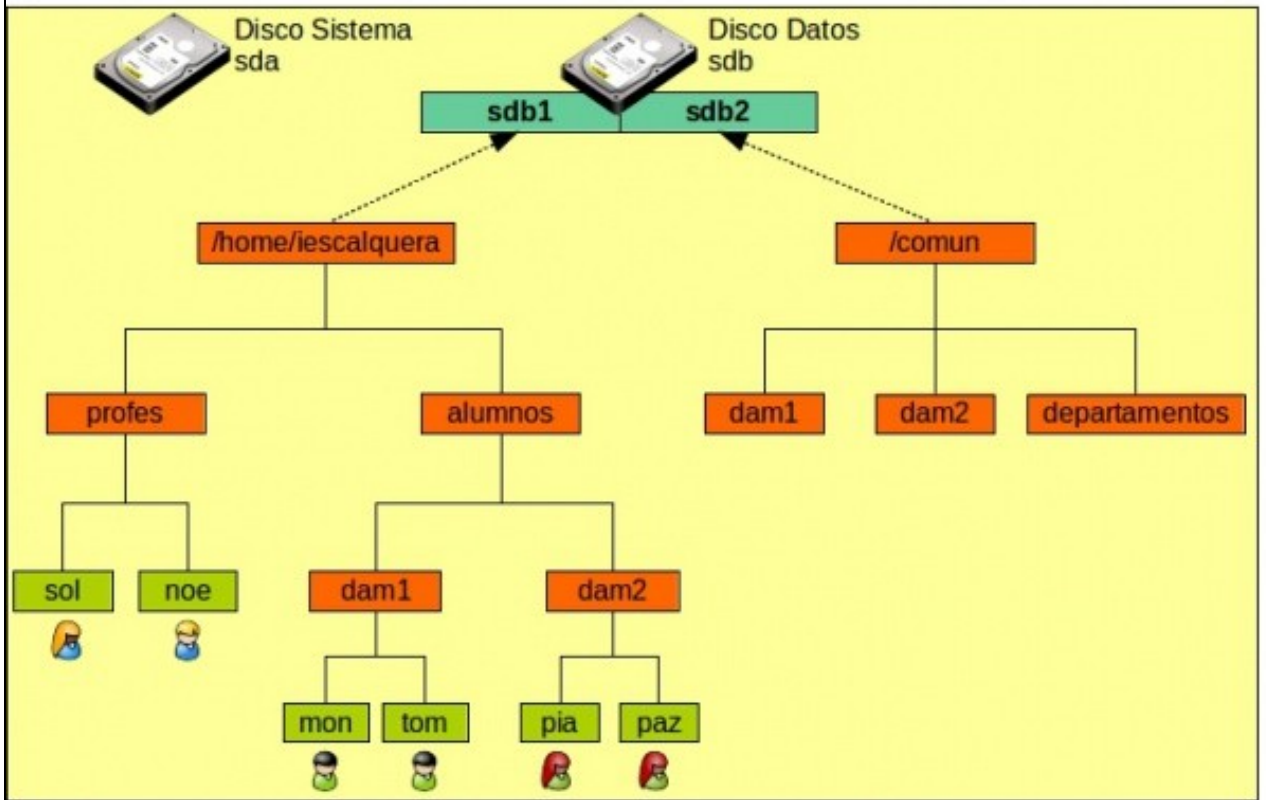 Disco Sistema
sda
Disco Datos
sdb
sdb1
sdb2
/home/iescalquera
/comun
profes
alumnos
dam1
dam2
departamentos
sol
noe
dam1
dam2
mon
tom
pia
paz